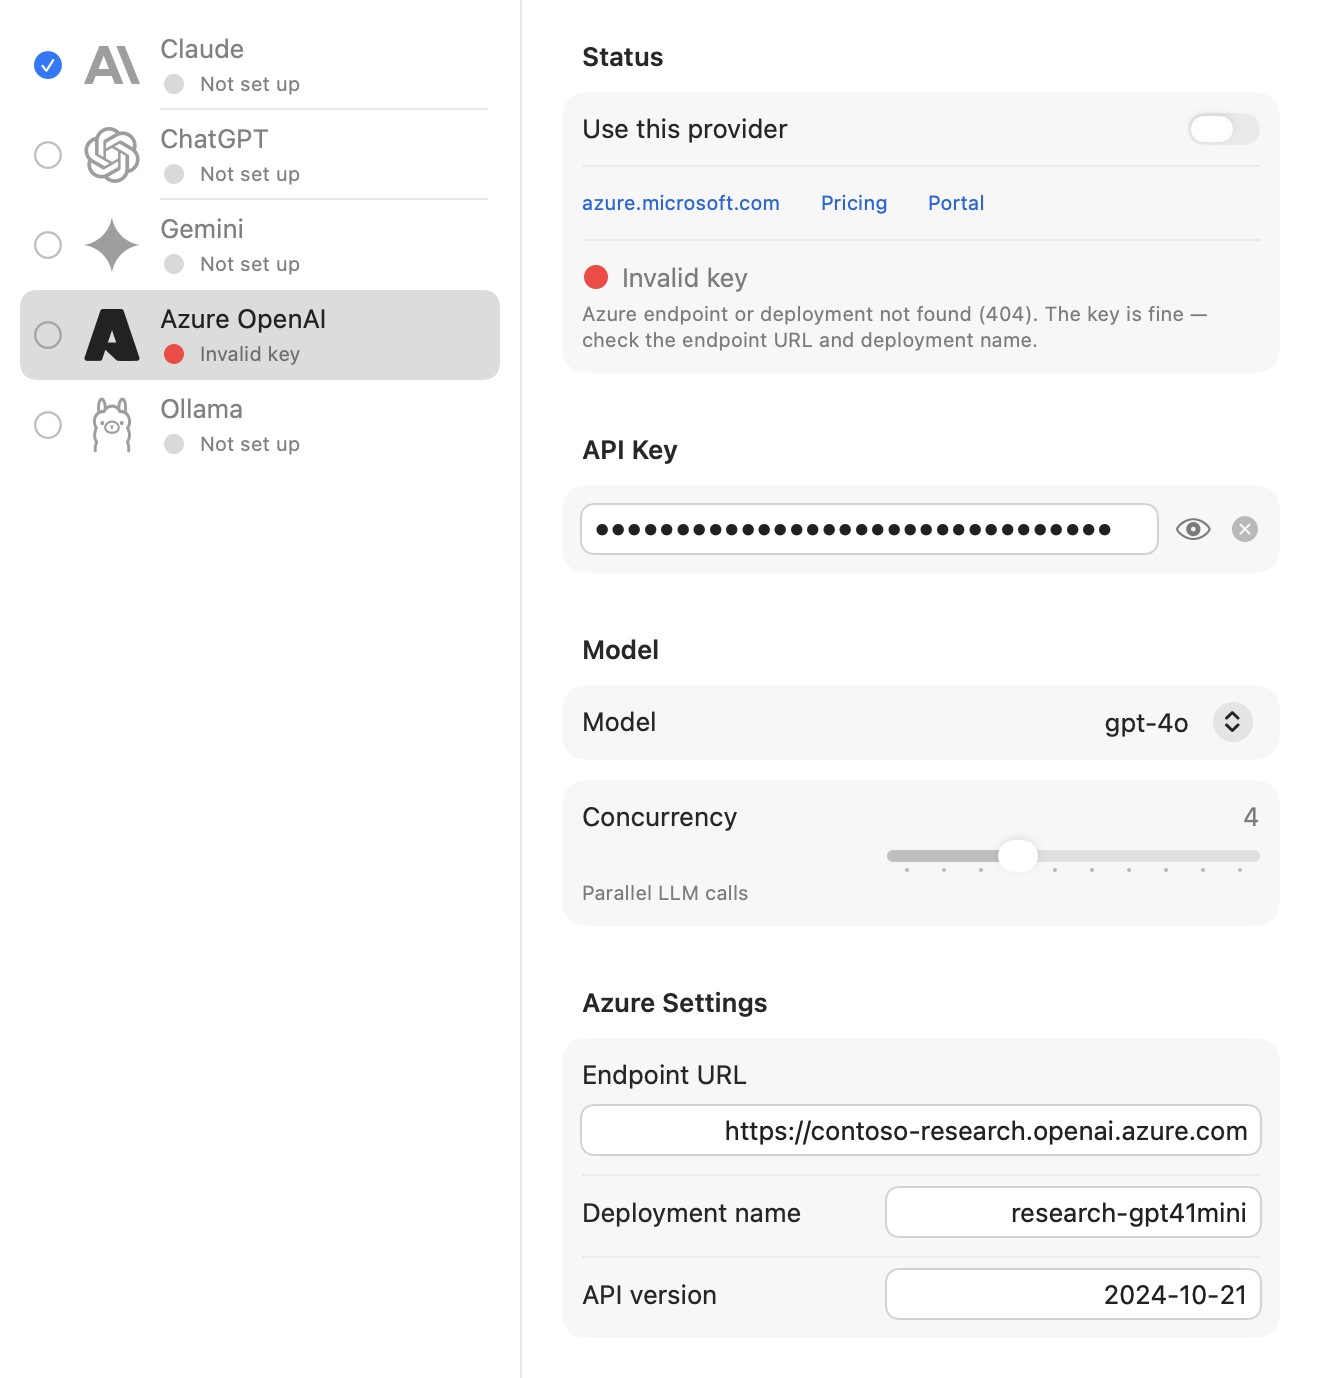 Claude
Not set up
ChatGPT
Not set up
Gemini
Not set up
Azure OpenAI
Invalid key
Ollama
Not set up
Status
Use this provider
azure.microsoft.com Pricing Portal
Invalid key
Azure endpoint or deployment not found (404). The key is fine —
check the endpoint URL and deployment name.
API Key
Model
Model gpt-4o
Concurrency 4
Parallel LLM calls
Azure Settings
Endpoint URL
https://contoso-research.openai.azure.com
Deployment name research-gpt41mini
API version 2024-10-21